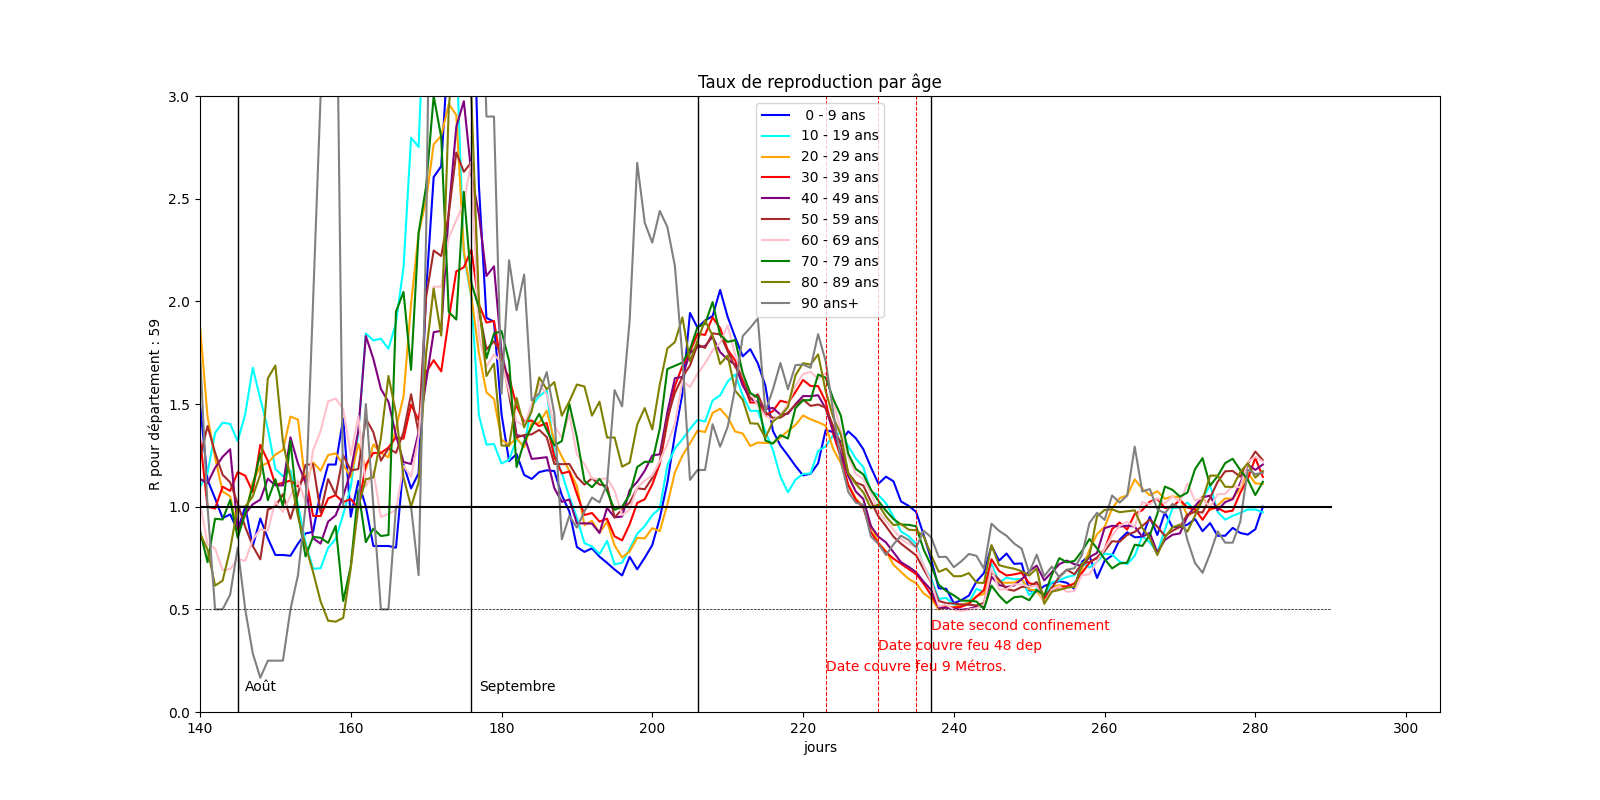 Taux de reproduction par âge
3.0
2.5
2.0
1.5
1.0
0.5
0.0
R pour département : 59
0 - 9 ans
10 - 19 ans
20 - 29 ans
30 - 39 ans
40 - 49 ans
50 - 59 ans
60 - 69 ans
70 - 79 ans
80 - 89 ans
90 ans+
Date second confinement
Date couvre feu 48 dep
Date couvre feu 9 Métros.
Août
Septembre
140 160 180 200 220 240 260 280 300
jours